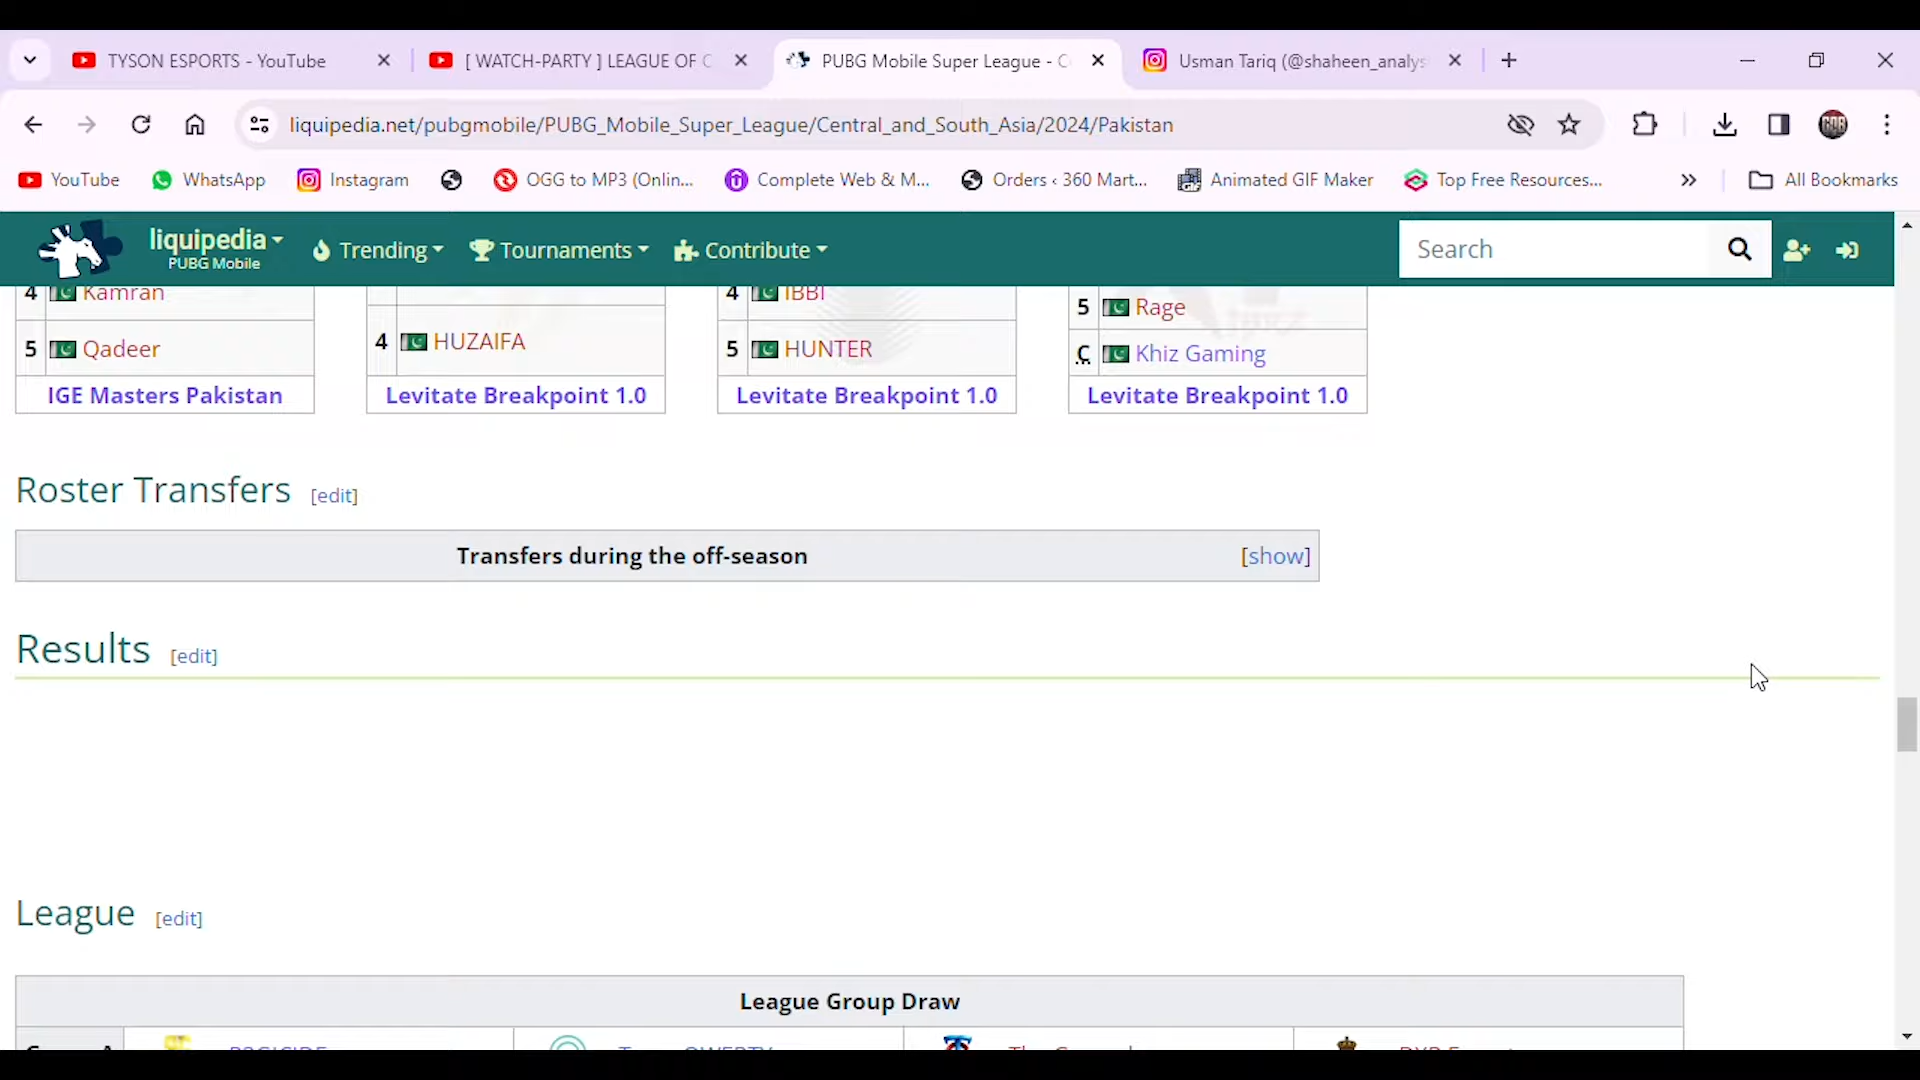 TYSON ESPORTS - YouTube
[ WATCH-PARTY ] LEAGUE OF C
PUBG Mobile Super League - C
Usman Tariq (@shaheen_analys
liquipedia.net/pubgmobile/PUBG_Mobile_Super_League/Central_and_South_Asia/2024/Pakistan
YouTube
WhatsApp
Instagram
OGG to MP3 (Onlin...
Complete Web & M...
Orders ‹ 360 Mart...
Animated GIF Maker
Top Free Resources...
»
All Bookmarks
liquipedia
PUBG Mobile
Trending
Tournaments
Contribute
Search
4 Kamran
5 Qadeer
IGE Masters Pakistan
4 HUZAIFA
Levitate Breakpoint 1.0
4 IBBI
5 HUNTER
Levitate Breakpoint 1.0
5 Rage
C Khiz Gaming
Levitate Breakpoint 1.0
Roster Transfers [edit]
Transfers during the off-season [show]
Results [edit]
League [edit]
League Group Draw